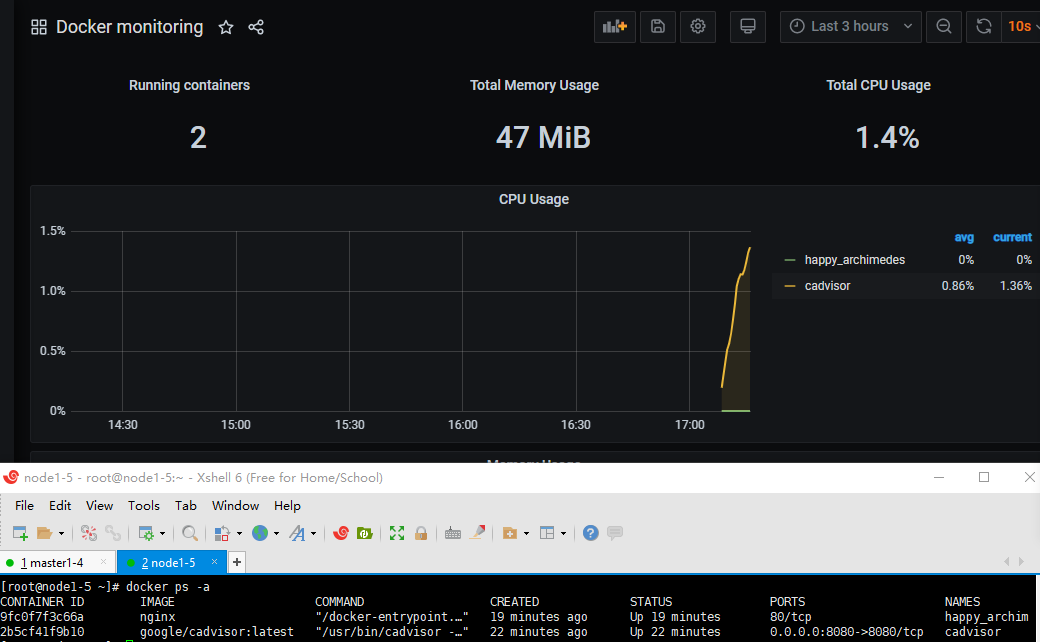 Docker monitoring
Last 3 hours
10s
Running containers
Total Memory Usage
Total CPU Usage
2
47 MiB
1.4%
CPU Usage
1.5%
1.0%
0.5%
0%
14:30 15:00 15:30 16:00 16:30 17:00
avg current
happy_archimedes 0% 0%
cadvisor 0.86% 1.36%
node1-5 - root@node1-5:~ - Xshell 6 (Free for Home/School)
File Edit View Tools Tab Window Help
1 master1-4
2 node1-5
[root@node1-5 ~]# docker ps -a
CONTAINER ID IMAGE COMMAND CREATED STATUS PORTS NAMES
9fc0f7f3c66a nginx "/docker-entrypoint.…" 19 minutes ago Up 19 minutes 80/tcp happy_archim
2b5cf41f9b10 google/cadvisor:latest "/usr/bin/cadvisor -…" 22 minutes ago Up 22 minutes 0.0.0.0:8080->8080/tcp cadvisor